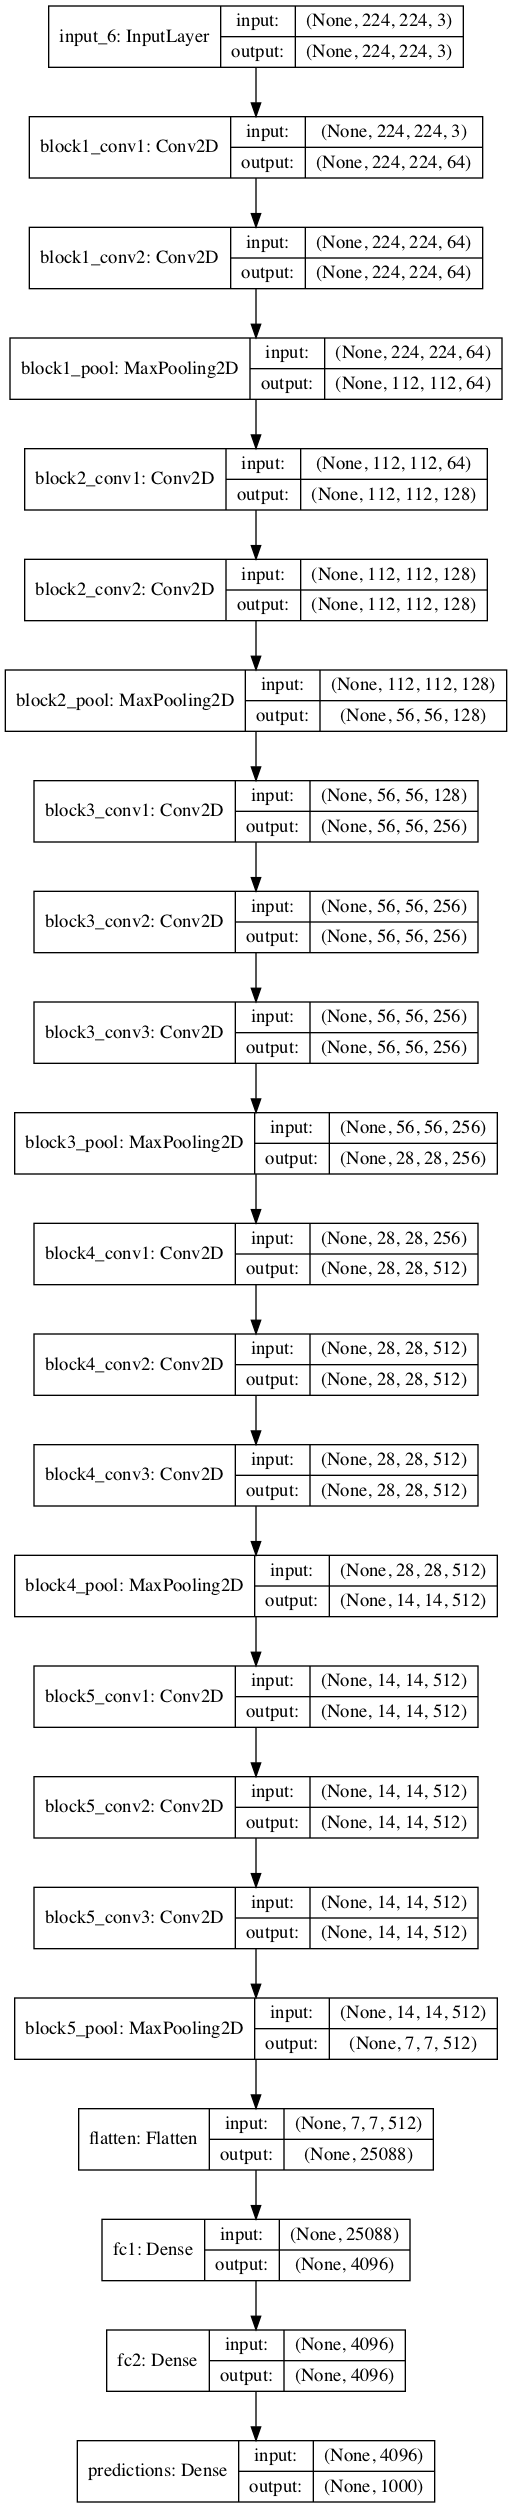 input_6: InputLayer
input: (None, 224, 224, 3)
output: (None, 224, 224, 3)
block1_conv1: Conv2D
input: (None, 224, 224, 3)
output: (None, 224, 224, 64)
block1_conv2: Conv2D
input: (None, 224, 224, 64)
output: (None, 224, 224, 64)
block1_pool: MaxPooling2D
input: (None, 224, 224, 64)
output: (None, 112, 112, 64)
block2_conv1: Conv2D
input: (None, 112, 112, 64)
output: (None, 112, 112, 128)
block2_conv2: Conv2D
input: (None, 112, 112, 128)
output: (None, 112, 112, 128)
block2_pool: MaxPooling2D
input: (None, 112, 112, 128)
output: (None, 56, 56, 128)
block3_conv1: Conv2D
input: (None, 56, 56, 128)
output: (None, 56, 56, 256)
block3_conv2: Conv2D
input: (None, 56, 56, 256)
output: (None, 56, 56, 256)
block3_conv3: Conv2D
input: (None, 56, 56, 256)
output: (None, 56, 56, 256)
block3_pool: MaxPooling2D
input: (None, 56, 56, 256)
output: (None, 28, 28, 256)
block4_conv1: Conv2D
input: (None, 28, 28, 256)
output: (None, 28, 28, 512)
block4_conv2: Conv2D
input: (None, 28, 28, 512)
output: (None, 28, 28, 512)
block4_conv3: Conv2D
input: (None, 28, 28, 512)
output: (None, 28, 28, 512)
block4_pool: MaxPooling2D
input: (None, 28, 28, 512)
output: (None, 14, 14, 512)
block5_conv1: Conv2D
input: (None, 14, 14, 512)
output: (None, 14, 14, 512)
block5_conv2: Conv2D
input: (None, 14, 14, 512)
output: (None, 14, 14, 512)
block5_conv3: Conv2D
input: (None, 14, 14, 512)
output: (None, 14, 14, 512)
block5_pool: MaxPooling2D
input: (None, 14, 14, 512)
output: (None, 7, 7, 512)
flatten: Flatten
input: (None, 7, 7, 512)
output: (None, 25088)
fc1: Dense
input: (None, 25088)
output: (None, 4096)
fc2: Dense
input: (None, 4096)
output: (None, 4096)
predictions: Dense
input: (None, 4096)
output: (None, 1000)